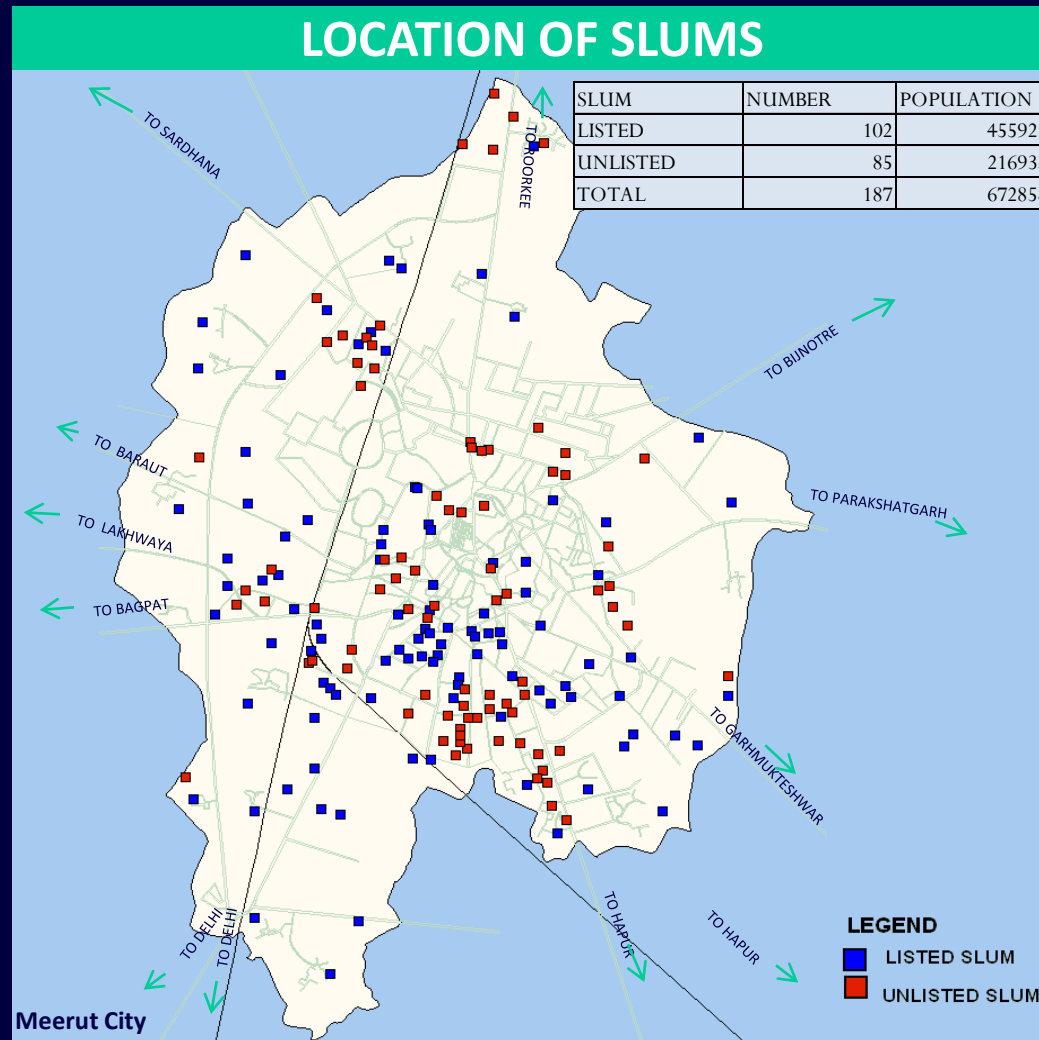 LOCATION OF SLUMS
SLUM NUMBER POPULATION
LISTED 102 45592
UNLISTED 85 21693
TOTAL 187 67285
TO SARDHANA
TO ROORKEE
TO BIJNOTRE
TO BARAUT
TO PARAKSHATGARH
TO LAKHWAYA
TO BAGPAT
TO GARHMUKTESHWAR
TO DELHI
TO DELHI
TO HAPUR
TO HAPUR
LEGEND
LISTED SLUM
UNLISTED SLUM
Meerut City